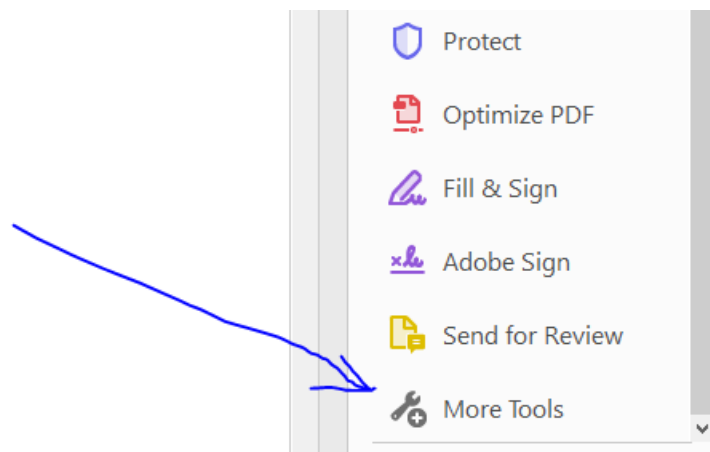 Protect
Optimize PDF
Fill & Sign
Adobe Sign
Send for Review
More Tools